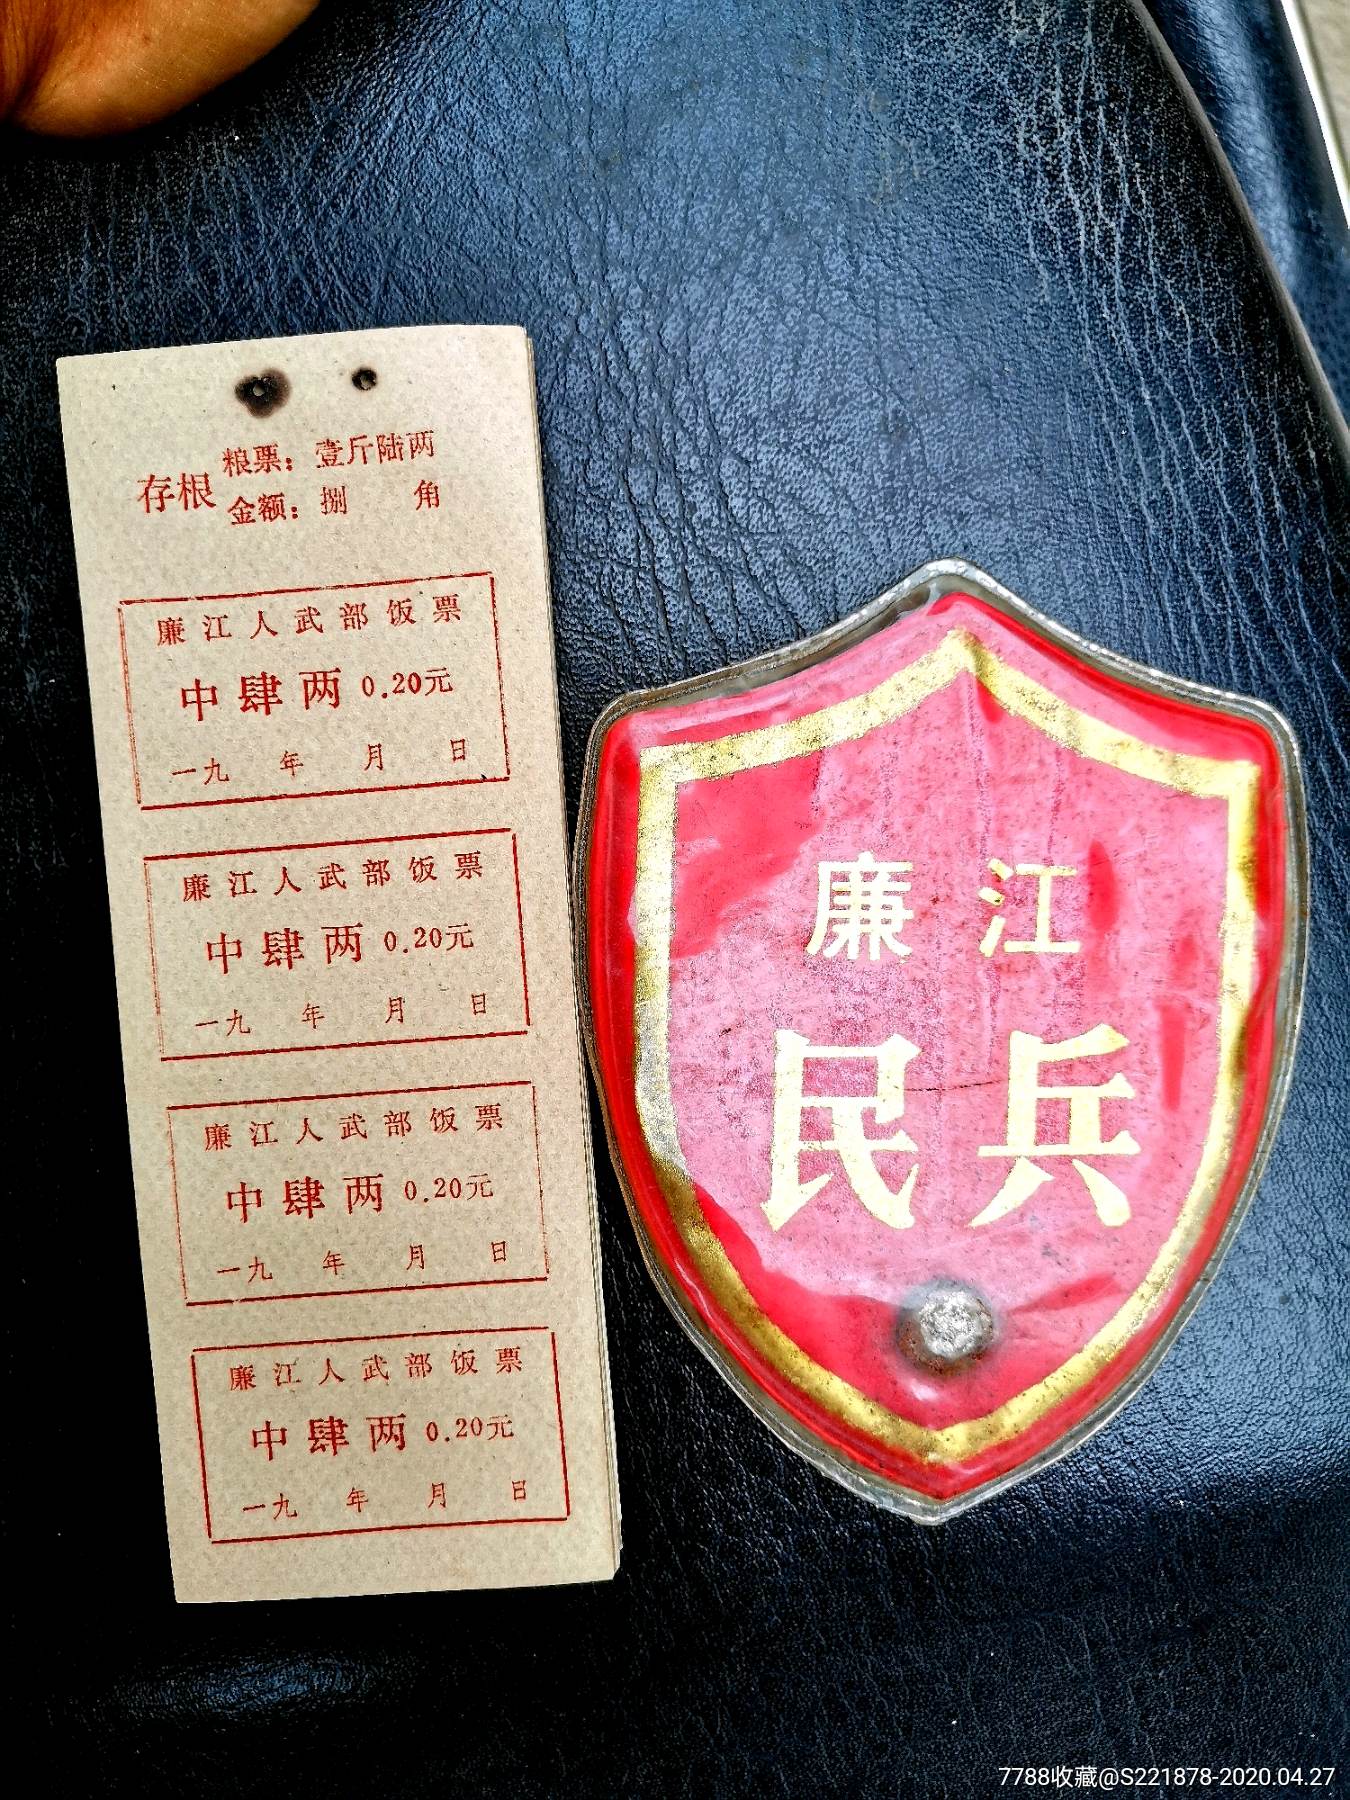 存根
粮票：壹斤陆两
金额：捌 角
廉江人武部饭票
中肆两 0.20元
一九 年 月 日
廉江人武部饭票
中肆两 0.20元
一九 年 月 日
廉江人武部饭票
中肆两 0.20元
一九 年 月 日
廉江人武部饭票
中肆两 0.20元
一九 年 月 日
廉江
民兵
7788收藏@S221878-2020.04.27